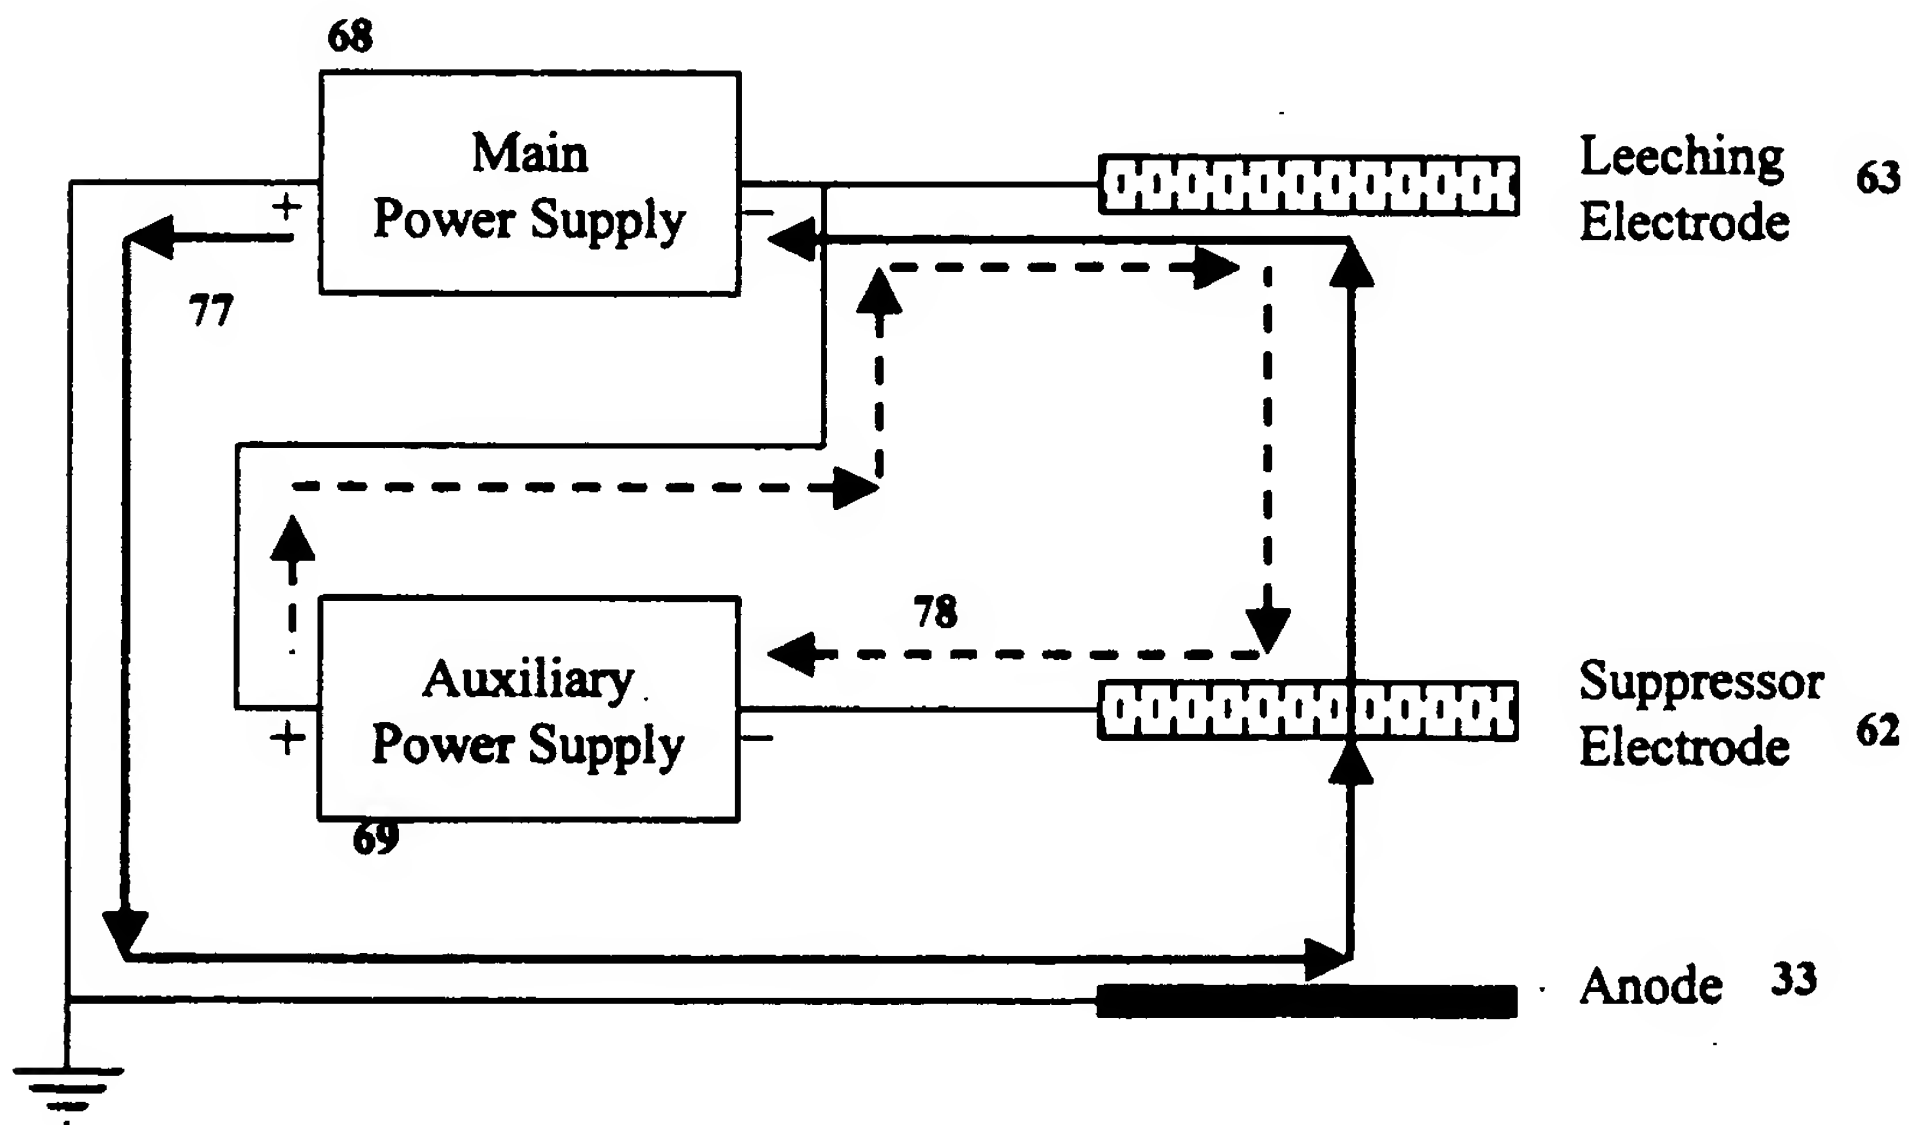 68
Main
Power Supply
+
−
Leeching
Electrode
63
77
78
Auxiliary
Power Supply
+
−
Suppressor
Electrode
62
69
Anode 33